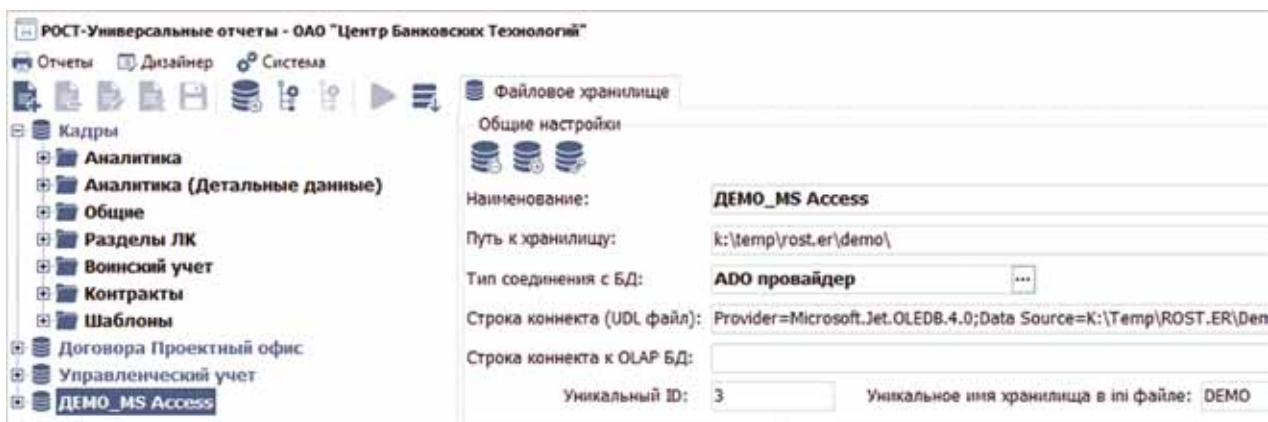 РОСТ-Универсальные отчеты - ОАО "Центр Банковских Технологий"
Отчеты Дизайнер Система
Файловое хранилище
Кадры
Аналитика
Аналитика (Детальные данные)
Общие
Разделы ЛК
Воинский учет
Контракты
Шаблоны
Договора Проектный офис
Управленческий учет
ДЕМО_MS Access
Общие настройки
Наименование: ДЕМО_MS Access
Путь к хранилищу: k:\temp\rost.er\demo\
Тип соединения с БД: ADO провайдер ...
Строка коннекта (UDL файл): Provider=Microsoft.Jet.OLEDB.4.0;Data Source=K:\Temp\ROST.ER\Dem
Строка коннекта к OLAP БД:
Уникальный ID: 3 Уникальное имя хранилища в ini файле: DEMO